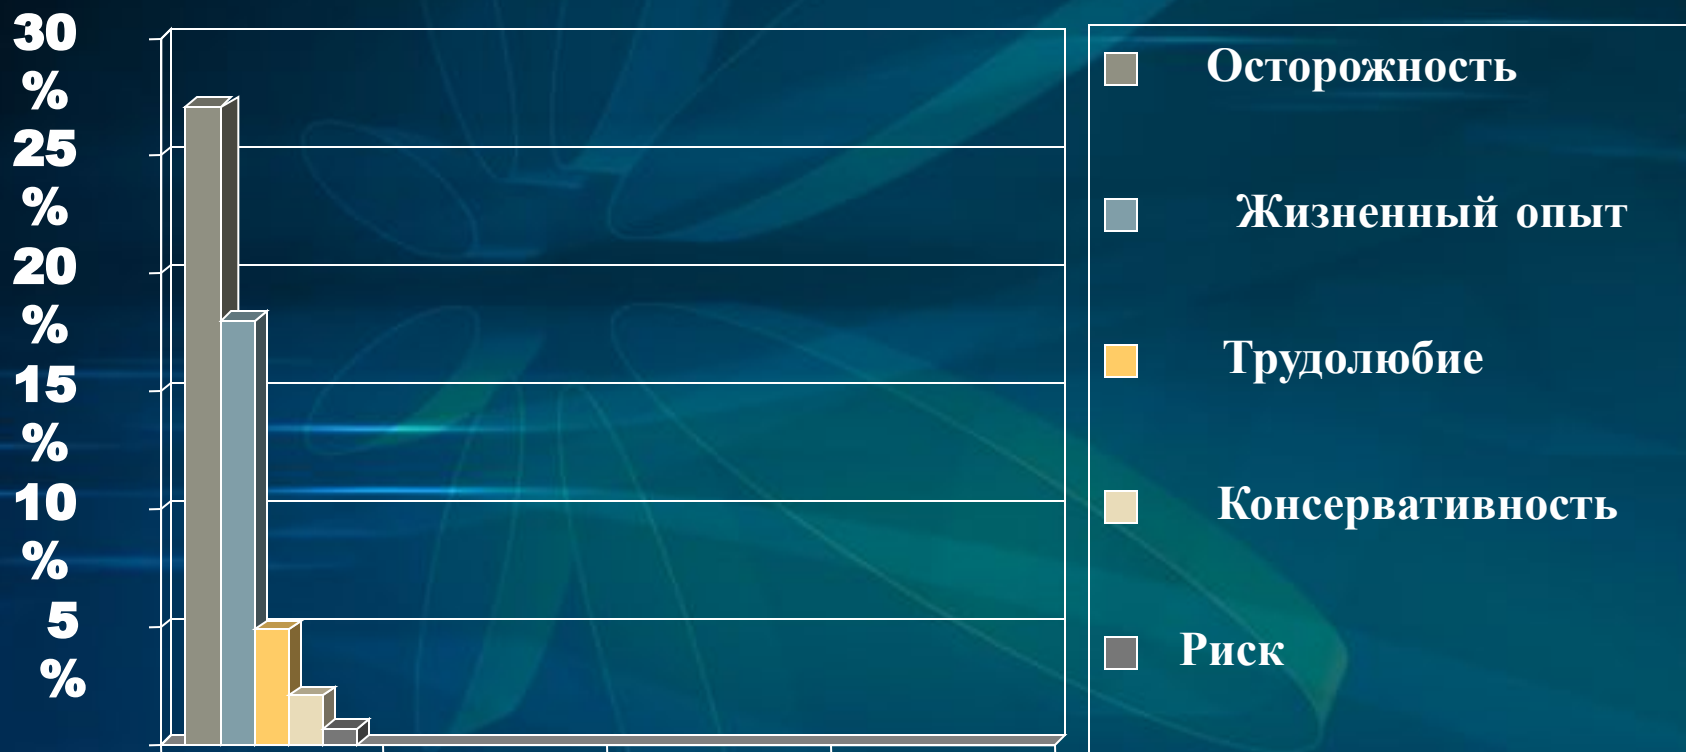 30
%
25
%
20
%
15
%
10
%
5
%
Осторожность
Жизненный опыт
Трудолюбие
Консервативность
Риск